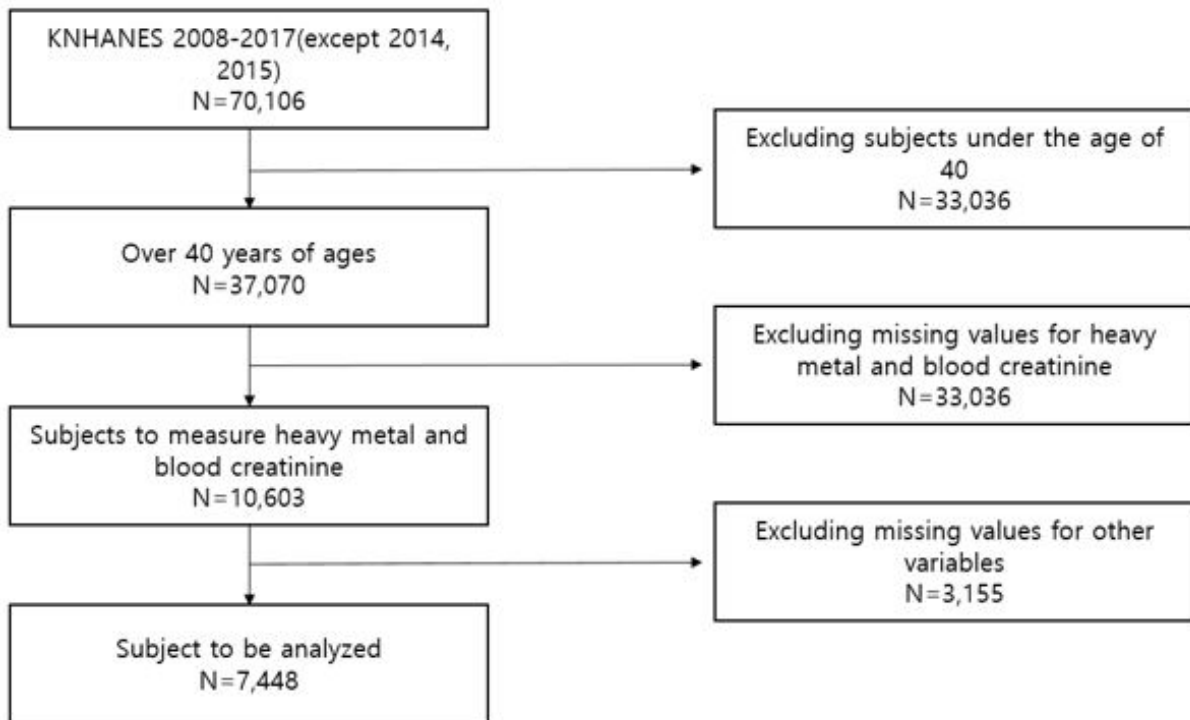 KNHANES 2008-2017(except 2014,
2015)
N=70,106
Excluding subjects under the age of
40
N=33,036
Over 40 years of ages
N=37,070
Excluding missing values for heavy
metal and blood creatinine
N=33,036
Subjects to measure heavy metal and
blood creatinine
N=10,603
Excluding missing values for other
variables
N=3,155
Subject to be analyzed
N=7,448